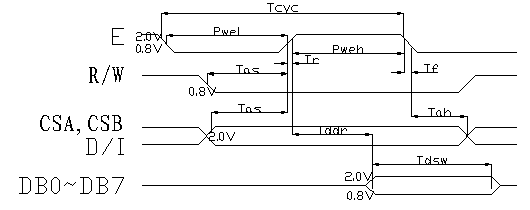 Tcyc
E 2.0V Pwel
0.8V Pweh
Tr Tf
R/W Tas
0.8V
Tas Tah
CSA,CSB
2.0V Tddr
D/I
Tdsw
2.0V
DB0~DB7
0.8V